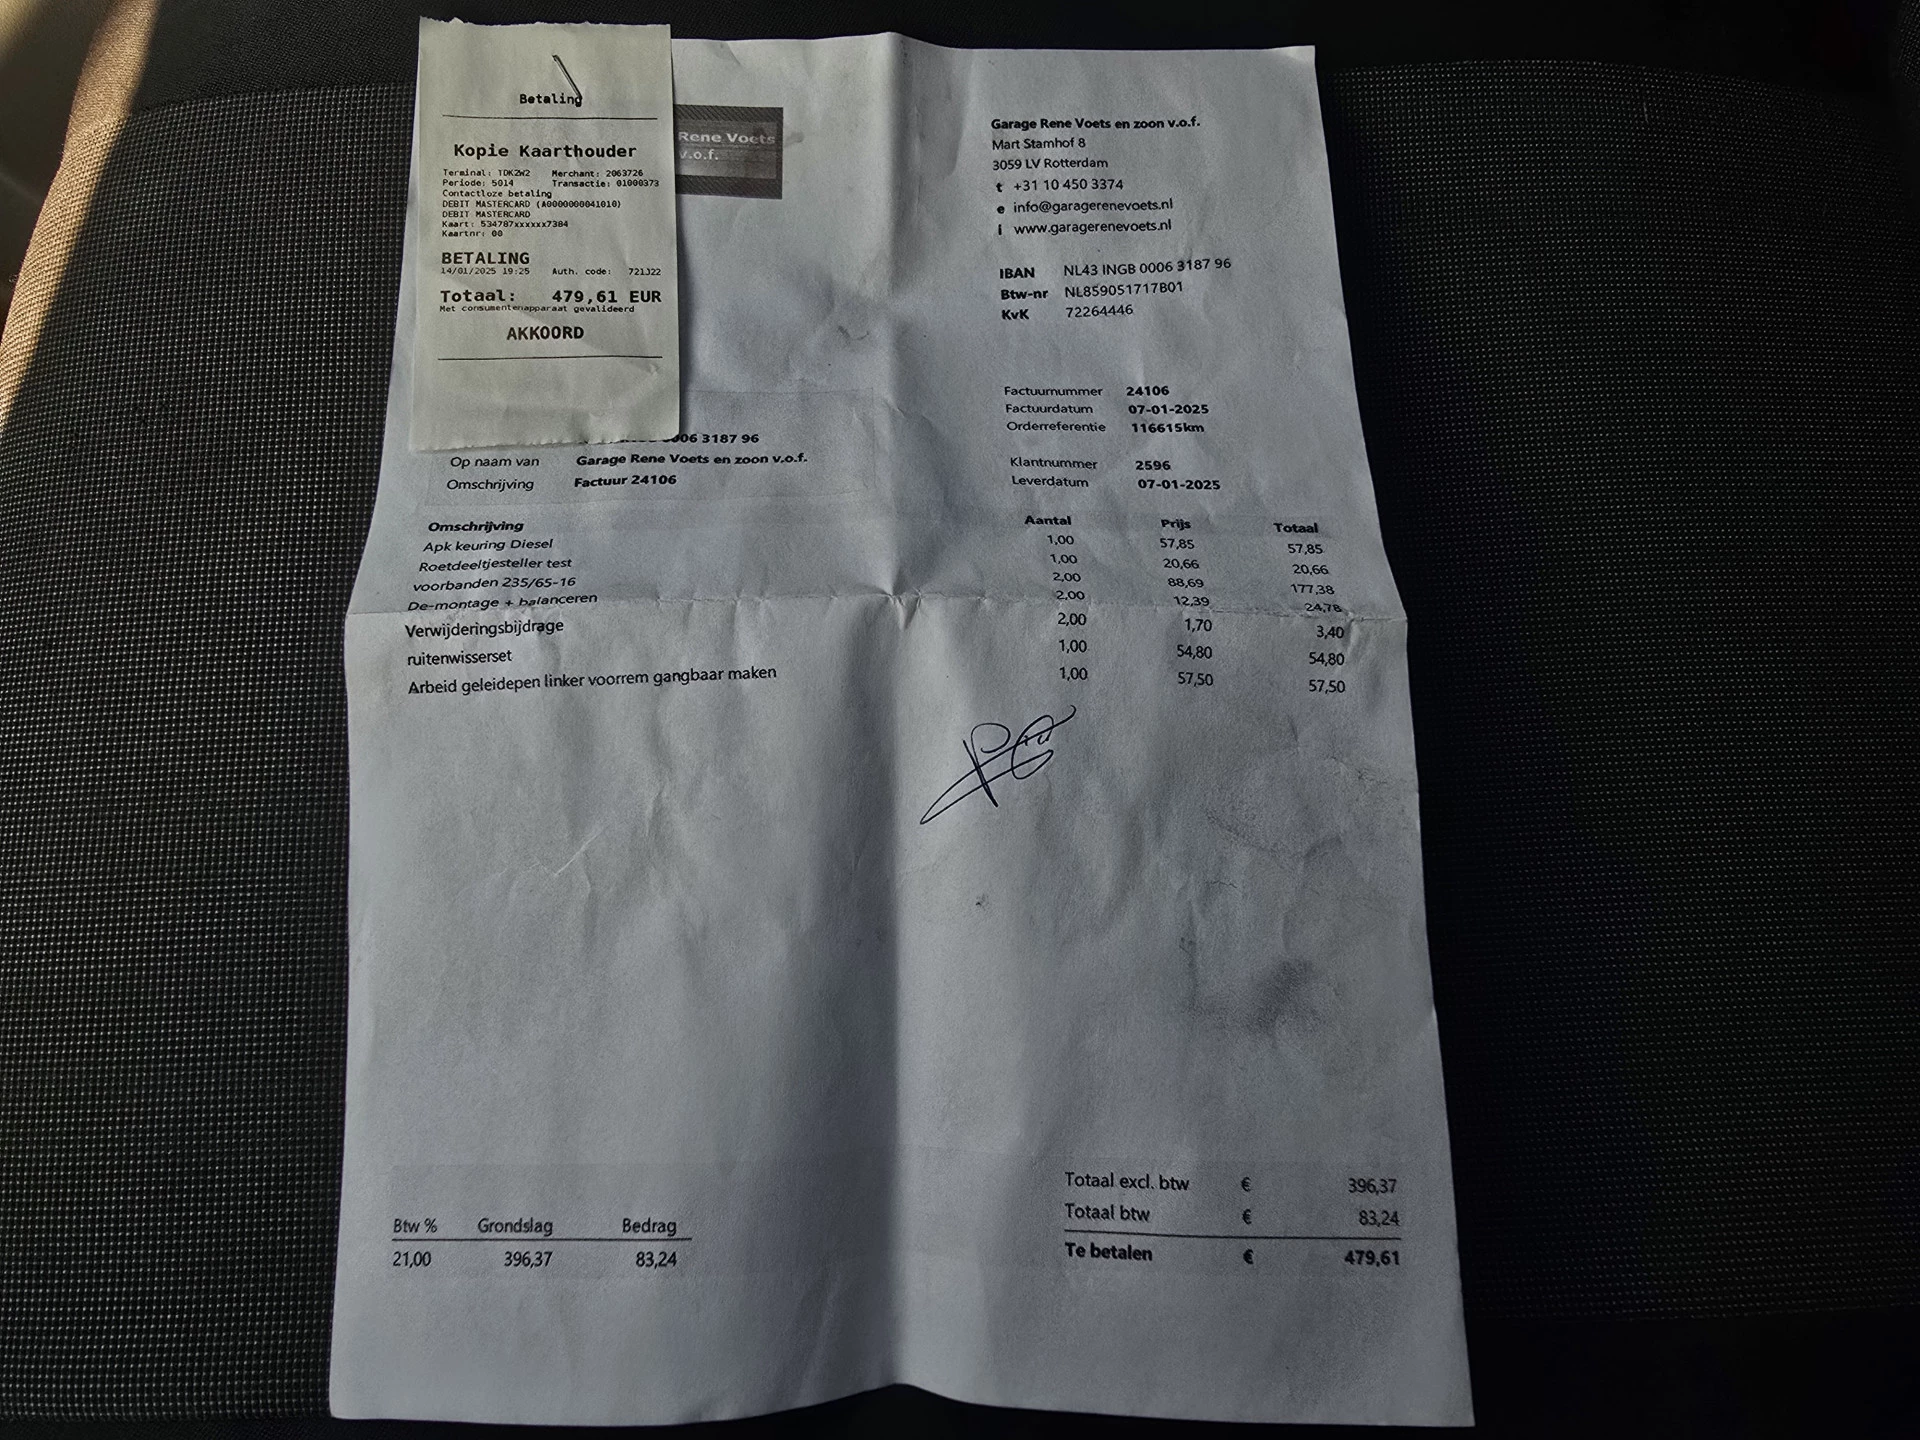 Betaling
Kopie Kaarthouder
Terminal: TDK2W2 Merchant: 2063726
Periode: 5014 Transactie: 01000373
Contactloze betaling
DEBIT MASTERCARD (A0000000041010)
DEBIT MASTERCARD
Kaart: 534787xxxxxx7384
Kaartnr: 00
BETALING
14/01/2025 19:25 Auth. code: 721J22
Totaal: 479,61 EUR
Met consumentenapparaat gevalideerd
AKKOORD
Rene Voets
v.o.f.
Garage Rene Voets en zoon v.o.f.
Mart Stamhof 8
3059 LV Rotterdam
t +31 10 450 3374
e info@garagerenevoets.nl
i www.garagerenevoets.nl
IBAN NL43 INGB 0006 3187 96
Btw-nr NL859051717B01
KvK 72264446
Factuurnummer 24106
Factuurdatum 07-01-2025
Orderreferentie 116615km
Klantnummer 2596
Leverdatum 07-01-2025
006 3187 96
Op naam van Garage Rene Voets en zoon v.o.f.
Omschrijving Factuur 24106
Omschrijving Aantal Prijs Totaal
Apk keuring Diesel 1,00 57,85 57,85
Roetdeeltjesteller test 1,00 20,66 20,66
voorbanden 235/65-16 2,00 88,69 177,38
De-montage + balanceren 2,00 12,39 24,78
Verwijderingsbijdrage 2,00 1,70 3,40
ruitenwisserset 1,00 54,80 54,80
Arbeid geleidepen linker voorrem gangbaar maken 1,00 57,50 57,50
Totaal excl. btw € 396,37
Totaal btw € 83,24
Te betalen € 479,61
Btw % Grondslag Bedrag
21,00 396,37 83,24